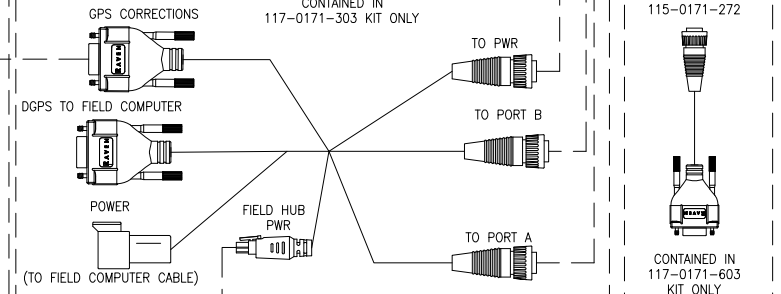 CONTAINED IN
117-0171-303 KIT ONLY
GPS CORRECTIONS
RAVEN
TO PWR
DGPS TO FIELD COMPUTER
RAVEN
TO PORT B
POWER
FIELD HUB
PWR
TO PORT A
(TO FIELD COMPUTER CABLE)
115-0171-272
RAVEN
CONTAINED IN
117-0171-603
KIT ONLY